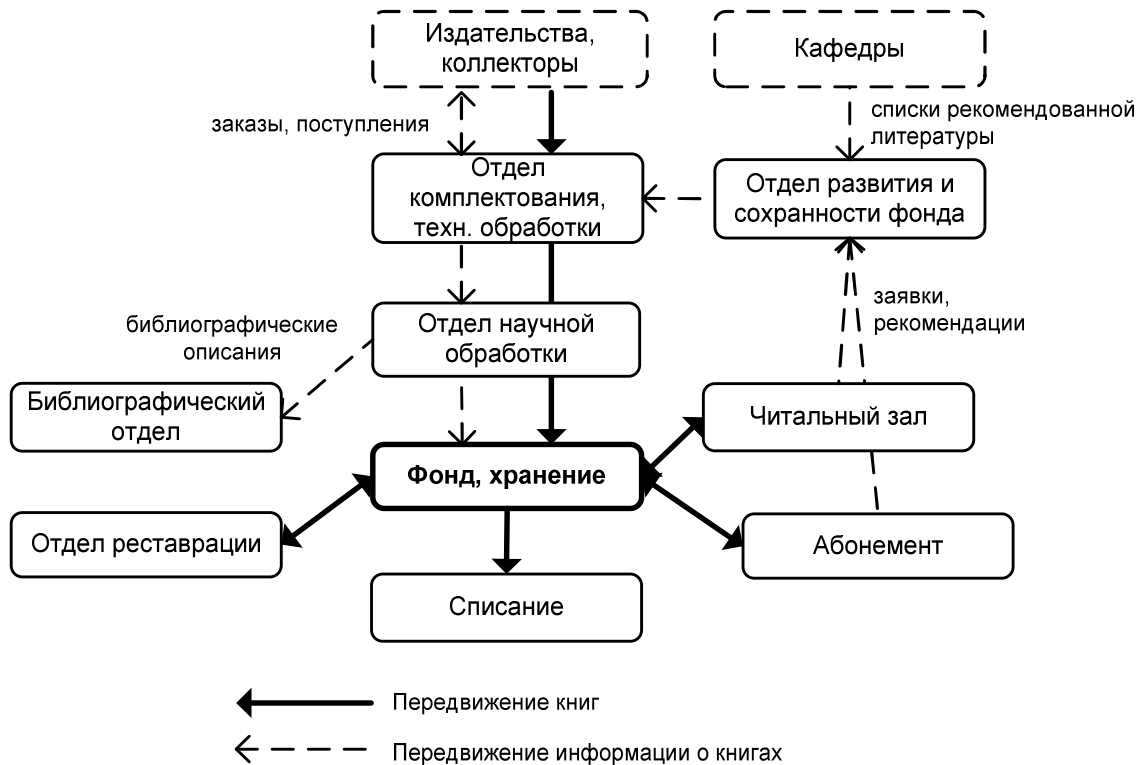 Издательства,
коллекторы
Кафедры
заказы, поступления
списки рекомендованной
литературы
Отдел
комплектования,
техн. обработки
Отдел развития и
сохранности фонда
заявки,
рекомендации
библиографические
описания
Отдел научной
обработки
Библиографический
отдел
Читальный зал
Фонд, хранение
Отдел реставрации
Абонемент
Списание
Передвижение книг
Передвижение информации о книгах